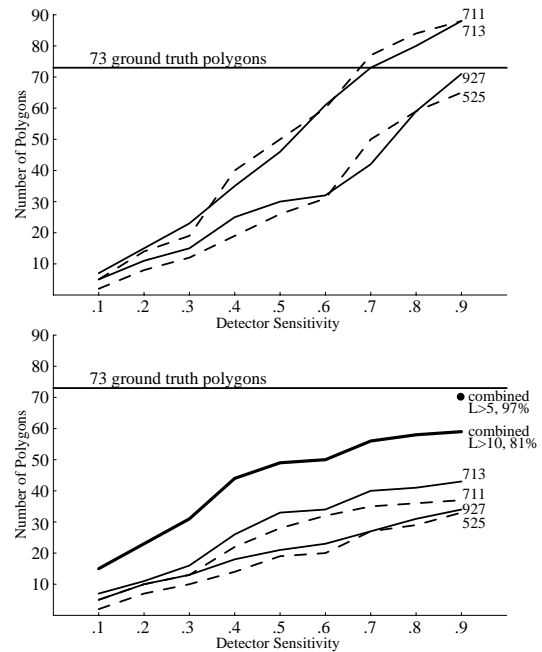 90
80
70
60
50
40
30
20
10
Number of Polygons
73 ground truth polygons
711
713
927
525
.1 .2 .3 .4 .5 .6 .7 .8 .9
Detector Sensitivity
90
80
70
60
50
40
30
20
10
Number of Polygons
73 ground truth polygons
combined
L>5, 97%
combined
L>10, 81%
713
711
927
525
.1 .2 .3 .4 .5 .6 .7 .8 .9
Detector Sensitivity